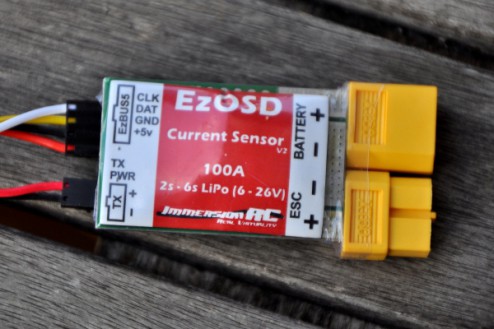 EzBUS5
CLK
DAT
GND
+5v
TX
PWR
TX
+
-
EzOSD
Current Sensor
V2
100A
2s - 6s LiPo (6 - 26V)
ImmersionRC
BATTERY
+
-
ESC
-
+